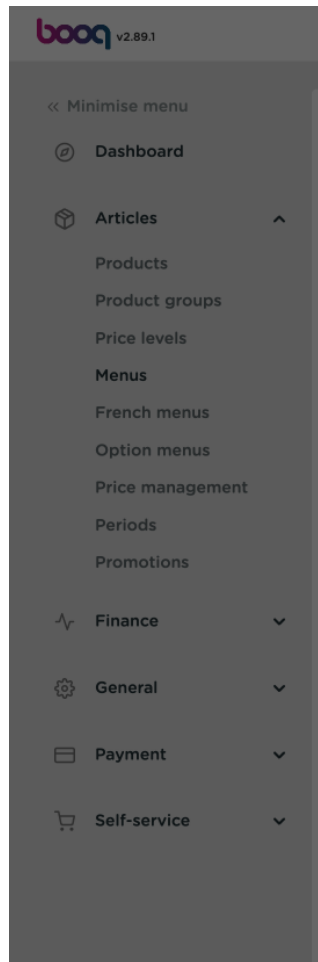 booq v2.89.1
« Minimise menu
Dashboard
Articles
Products
Product groups
Price levels
Menus
French menus
Option menus
Price management
Periods
Promotions
Finance
General
Payment
Self-service